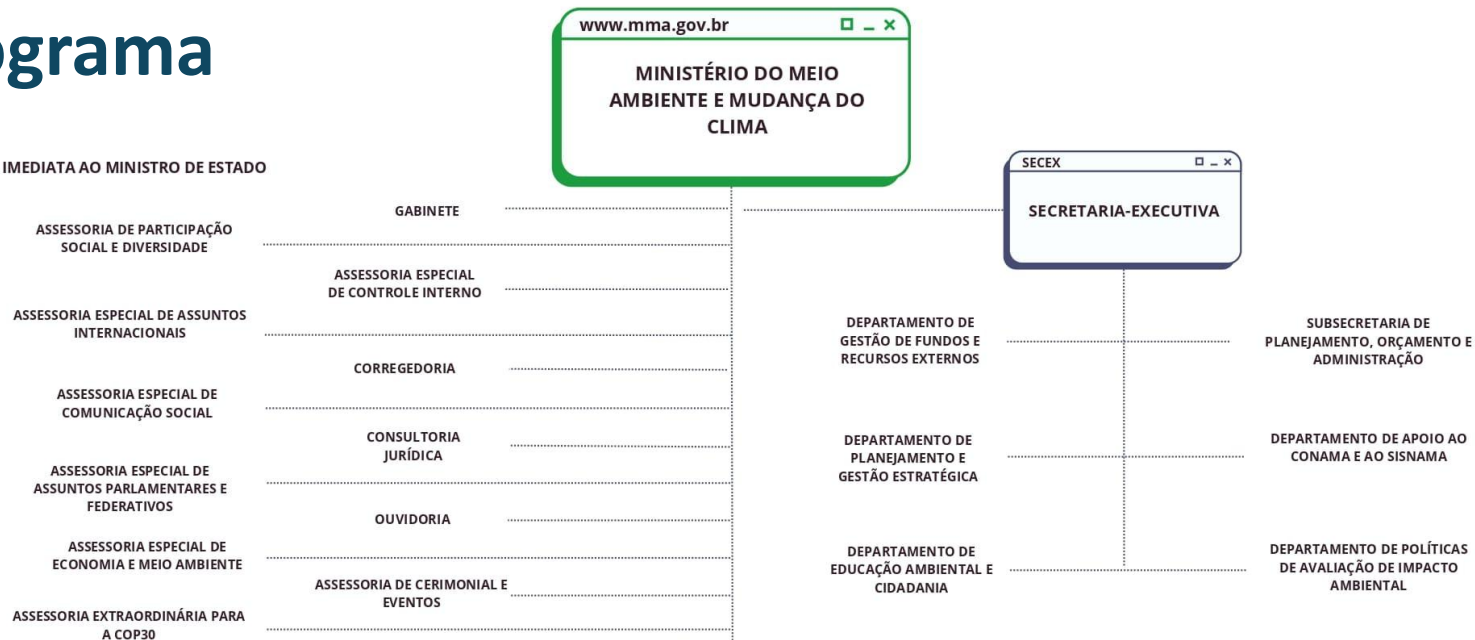 ograma
www.mma.gov.br
MINISTÉRIO DO MEIO
AMBIENTE E MUDANÇA DO
CLIMA
IMEDIATA AO MINISTRO DE ESTADO
SECEX
SECRETARIA-EXECUTIVA
GABINETE
ASSESSORIA DE PARTICIPAÇÃO
SOCIAL E DIVERSIDADE
ASSESSORIA ESPECIAL
DE CONTROLE INTERNO
ASSESSORIA ESPECIAL DE ASSUNTOS
INTERNACIONAIS
CORREGEDORIA
ASSESSORIA ESPECIAL DE
COMUNICAÇÃO SOCIAL
CONSULTORIA
JURÍDICA
ASSESSORIA ESPECIAL DE
ASSUNTOS PARLAMENTARES E
FEDERATIVOS
OUVIDORIA
ASSESSORIA ESPECIAL DE
ECONOMIA E MEIO AMBIENTE
ASSESSORIA DE CERIMONIAL E
EVENTOS
ASSESSORIA EXTRAORDINÁRIA PARA
A COP30
DEPARTAMENTO DE
GESTÃO DE FUNDOS E
RECURSOS EXTERNOS
SUBSECRETARIA DE
PLANEJAMENTO, ORÇAMENTO E
ADMINISTRAÇÃO
DEPARTAMENTO DE
PLANEJAMENTO E
GESTÃO ESTRATÉGICA
DEPARTAMENTO DE APOIO AO
CONAMA E AO SISNAMA
DEPARTAMENTO DE
EDUCAÇÃO AMBIENTAL E
CIDADANIA
DEPARTAMENTO DE POLÍTICAS
DE AVALIAÇÃO DE IMPACTO
AMBIENTAL